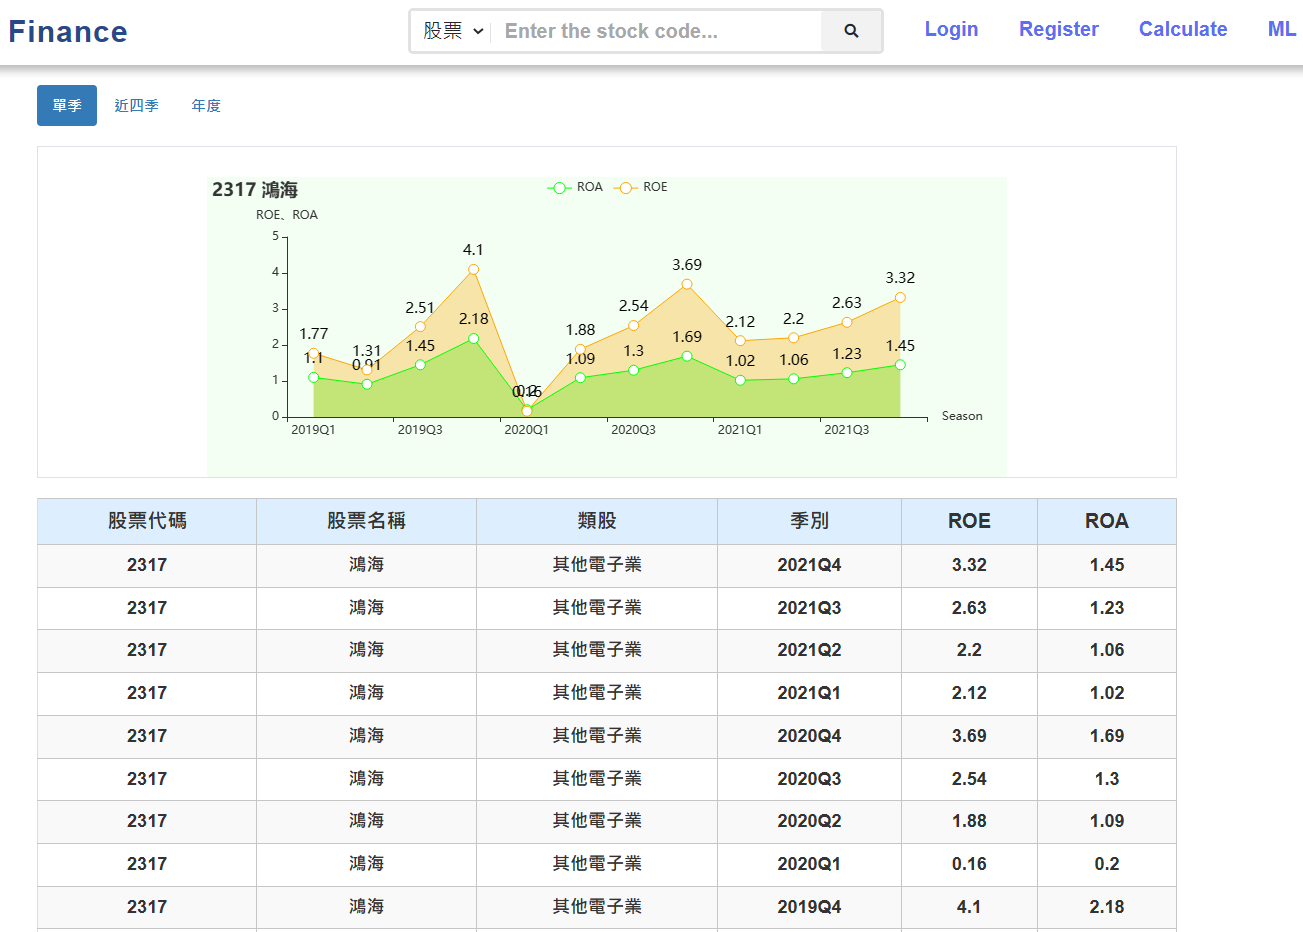 Finance
股票 Enter the stock code... Login Register Calculate ML
單季 近四季 年度
2317 鴻海
ROA ROE
ROE、ROA
5
4
3
2
1
0
4.1
3.69
3.32
2.51 2.54 2.63
2.18 2.12 2.2
1.77 1.88
1.31 1.45 1.3 1.69 1.45
1.1 0.91 1.09 1.02 1.06 1.23
0.2 0.16
2019Q1 2019Q3 2020Q1 2020Q3 2021Q1 2021Q3
Season
股票代碼 股票名稱 類股 季別 ROE ROA
2317 鴻海 其他電子業 2021Q4 3.32 1.45
2317 鴻海 其他電子業 2021Q3 2.63 1.23
2317 鴻海 其他電子業 2021Q2 2.2 1.06
2317 鴻海 其他電子業 2021Q1 2.12 1.02
2317 鴻海 其他電子業 2020Q4 3.69 1.69
2317 鴻海 其他電子業 2020Q3 2.54 1.3
2317 鴻海 其他電子業 2020Q2 1.88 1.09
2317 鴻海 其他電子業 2020Q1 0.16 0.2
2317 鴻海 其他電子業 2019Q4 4.1 2.18